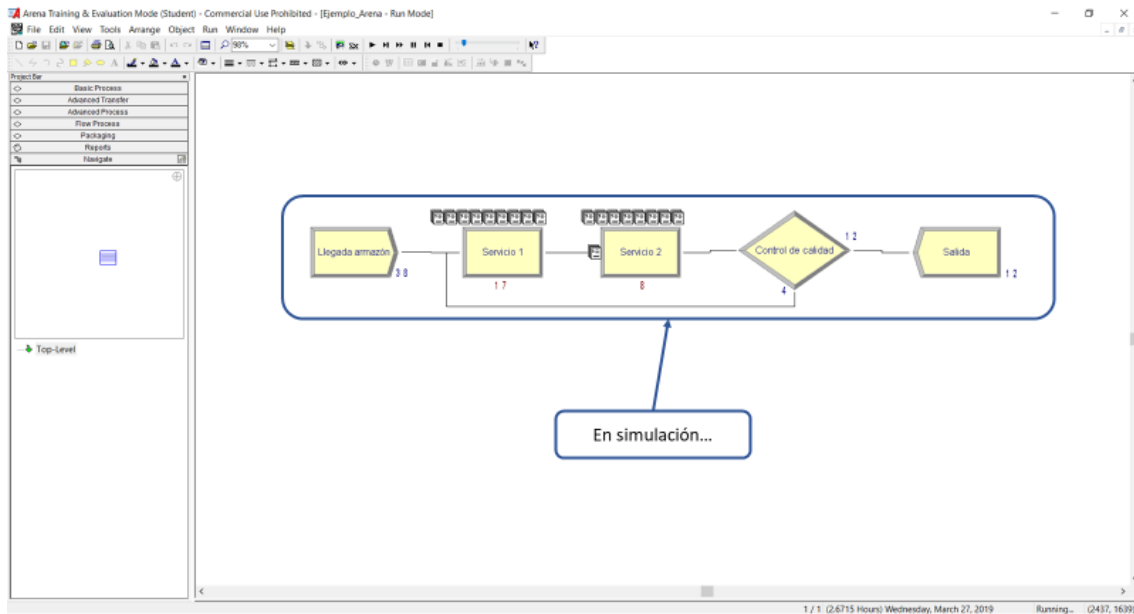 Arena Training & Evaluation Mode (Student) - Commercial Use Prohibited - [Ejemplo_Arena - Run Mode]
File Edit View Tools Arrange Object Run Window Help
98%
Project Bar
Basic Process
Advanced Transfer
Advanced Process
Flow Process
Packaging
Reports
Navigate
Top-Level
Llegada armazón
3 8
Servicio 1
1 7
Servicio 2
8
Control de calidad
1 2
4
Salida
1 2
En simulación...
1 / 1 (2.6715 Hours) Wednesday, March 27, 2019 Running... (2437, 1639)